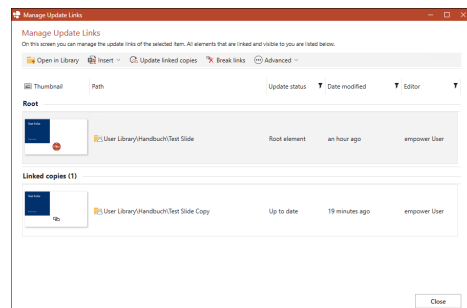 Manage Update Links
Manage Update Links
On this screen you can manage the update links of the selected item. All elements that are linked and visible to you are listed below.
Open in Library Insert Update linked copies Break links Advanced
Thumbnail Path Update status Date modified Editor
Root
User Library\Handbuch\Test Slide Root element an hour ago empower User
Linked copies (1)
User Library\Handbuch\Test Slide Copy Up to date 19 minutes ago empower User
Close